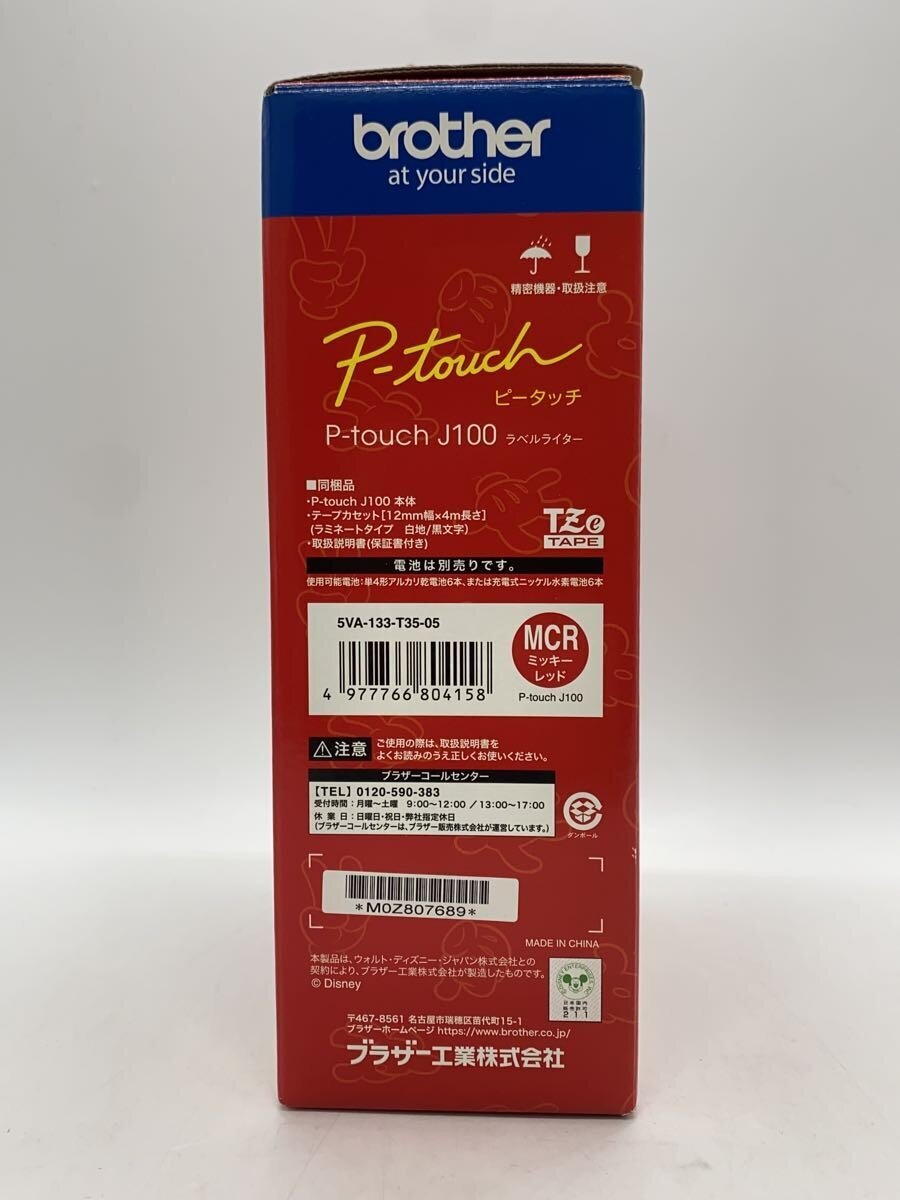 brother
at your side
精密機器・取扱注意
P-touch
ピータッチ
P-touch J100 ラベルライター
■同梱品
・P-touch J100 本体
・テープカセット[12mm幅×4m長さ]
(ラミネートタイプ 白地/黒文字)
・取扱説明書(保証書付き)
TZe
TAPE
電池は別売りです。
使用可能電池：単4形アルカリ乾電池6本、または充電式ニッケル水素電池6本
5VA-133-T35-05
4 977766 804158
MCR
ミッキー
レッド
P-touch J100
注意 ご使用の際は、取扱説明書を
よくお読みのうえ正しくお使いください。
ブラザーコールセンター
【TEL】0120-590-383
受付時間：月曜～土曜 9:00～12:00 ／13:00～17:00
休 業 日：日曜日・祝日・弊社指定休日
(ブラザーコールセンターは、ブラザー販売株式会社が運営しています。)
ダンボール
*M0Z807689*
MADE IN CHINA
本製品は、ウォルト・ディズニー・ジャパン株式会社との
契約により、ブラザー工業株式会社が製造したものです。
© Disney
日本国内
販売許可
211
〒467-8561 名古屋市瑞穂区苗代町15-1
ブラザーホームページ https://www.brother.co.jp/
ブラザー工業株式会社